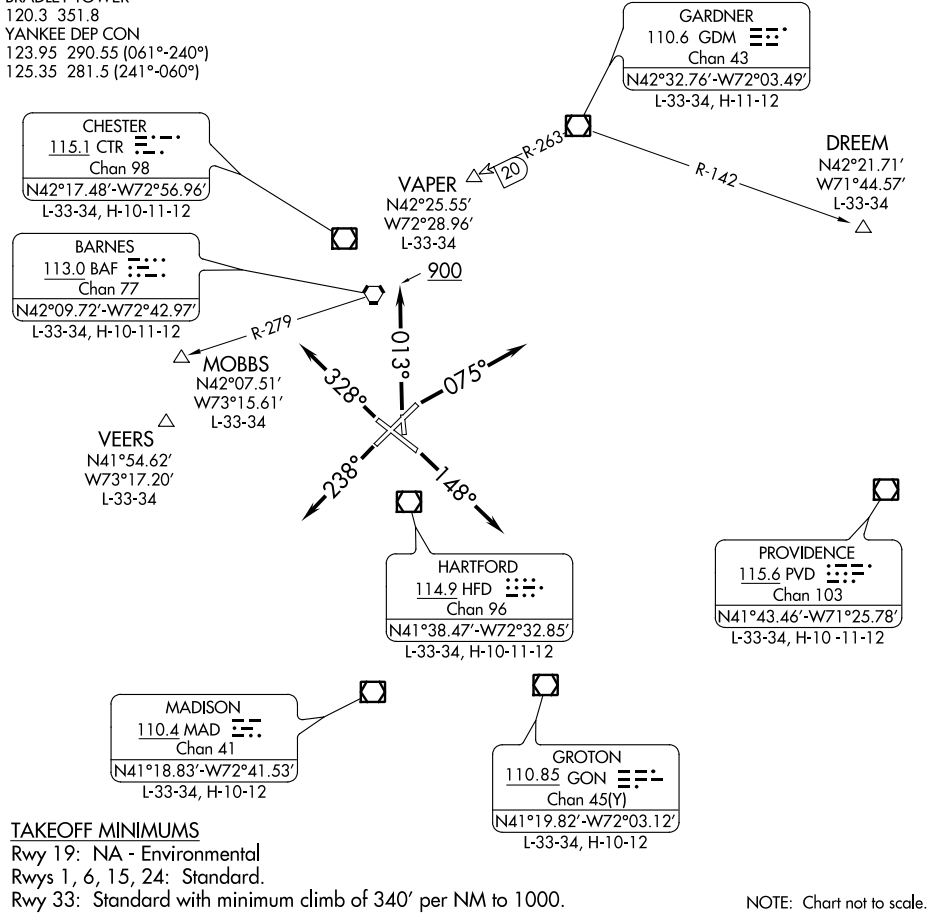 BRADLEY TOWER
120.3 351.8
YANKEE DEP CON
123.95 290.55 (061°-240°)
125.35 281.5 (241°-060°)
GARDNER
110.6 GDM
Chan 43
N42°32.76′-W72°03.49′
L-33-34, H-11-12
CHESTER
115.1 CTR
Chan 98
N42°17.48′-W72°56.96′
L-33-34, H-10-11-12
R-263
20
R-142
DREEM
N42°21.71′
W71°44.57′
L-33-34
VAPER
N42°25.55′
W72°28.96′
L-33-34
BARNES
113.0 BAF
Chan 77
N42°09.72′-W72°42.97′
L-33-34, H-10-11-12
900
R-279
MOBBS
N42°07.51′
W73°15.61′
L-33-34
VEERS
N41°54.62′
W73°17.20′
L-33-34
328°
013°
075°
238°
148°
HARTFORD
114.9 HFD
Chan 96
N41°38.47′-W72°32.85′
L-33-34, H-10-11-12
PROVIDENCE
115.6 PVD
Chan 103
N41°43.46′-W71°25.78′
L-33-34, H-10 -11-12
MADISON
110.4 MAD
Chan 41
N41°18.83′-W72°41.53′
L-33-34, H-10-12
GROTON
110.85 GON
Chan 45(Y)
N41°19.82′-W72°03.12′
L-33-34, H-10-12
TAKEOFF MINIMUMS
Rwy 19: NA - Environmental
Rwys 1, 6, 15, 24: Standard.
Rwy 33: Standard with minimum climb of 340′ per NM to 1000.
NOTE: Chart not to scale.